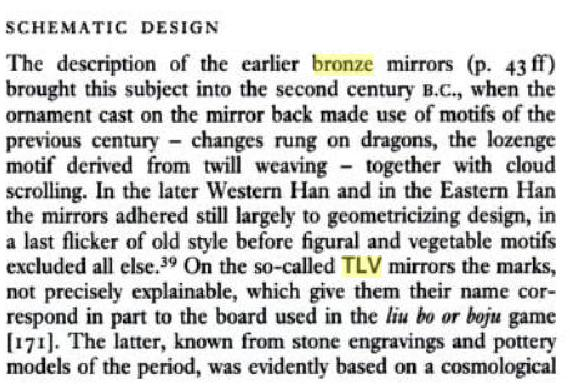 SCHEMATIC DESIGN
The description of the earlier bronze mirrors (p. 43 ff)
brought this subject into the second century B.C., when the
ornament cast on the mirror back made use of motifs of the
previous century – changes rung on dragons, the lozenge
motif derived from twill weaving – together with cloud
scrolling. In the later Western Han and in the Eastern Han
the mirrors adhered still largely to geometricizing design, in
a last flicker of old style before figural and vegetable motifs
excluded all else.³⁹ On the so-called TLV mirrors the marks,
not precisely explainable, which give them their name cor-
respond in part to the board used in the liu bo or boju game
[171]. The latter, known from stone engravings and pottery
models of the period, was evidently based on a cosmological